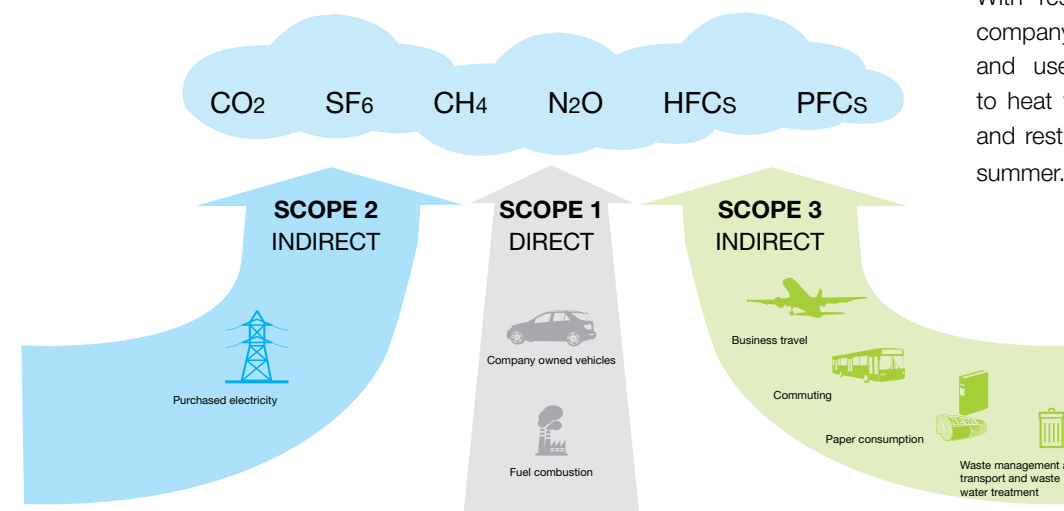 With
company
and use
to heat
and rest
summer.
CO2 SF6 CH4 N2O HFCS PFCS
SCOPE 2
INDIRECT
SCOPE 1
DIRECT
SCOPE 3
INDIRECT
Purchased electricity
Company owned vehicles
Fuel combustion
Business travel
Commuting
Paper consumption
NEWS
Waste management
transport and waste
water treatment